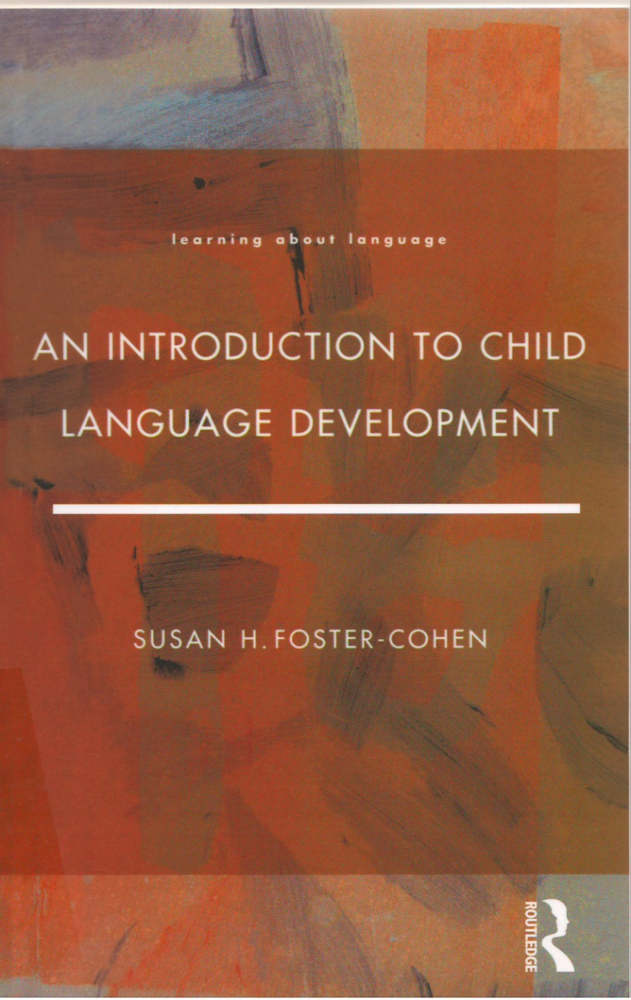 learning about language
AN INTRODUCTION TO CHILD
LANGUAGE DEVELOPMENT
SUSAN H. FOSTER-COHEN
ROUTLEDGE